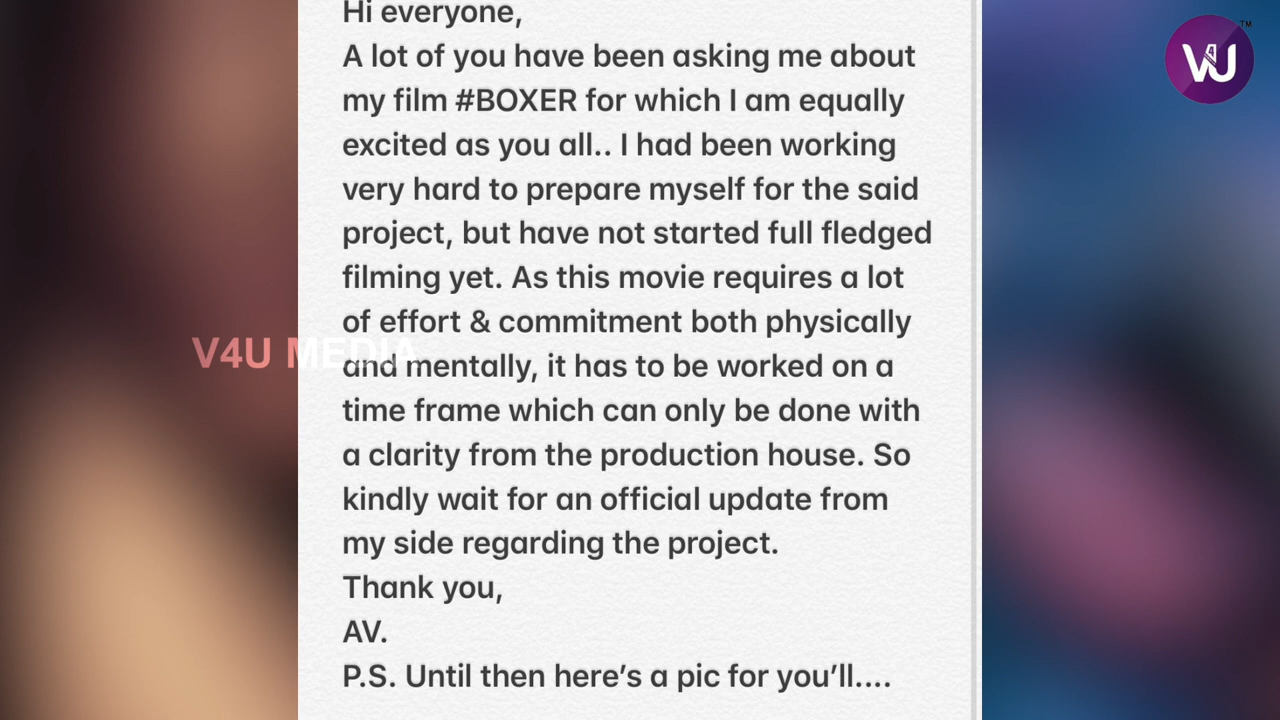 Hi everyone,
A lot of you have been asking me about
my film #BOXER for which I am equally
excited as you all.. I had been working
very hard to prepare myself for the said
project, but have not started full fledged
filming yet. As this movie requires a lot
of effort & commitment both physically
and mentally, it has to be worked on a
time frame which can only be done with
a clarity from the production house. So
kindly wait for an official update from
my side regarding the project.
Thank you,
AV.
P.S. Until then here's a pic for you'll....
V4U MEDIA
V4U
TM